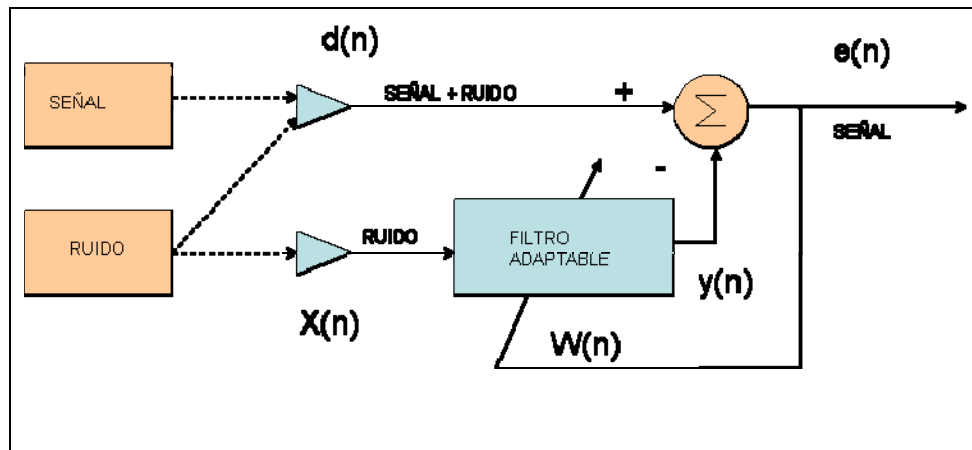 d(n)
e(n)
SEÑAL
SEÑAL + RUIDO
+
Σ
SEÑAL
-
RUIDO
RUIDO
FILTRO
ADAPTABLE
y(n)
X(n)
W(n)